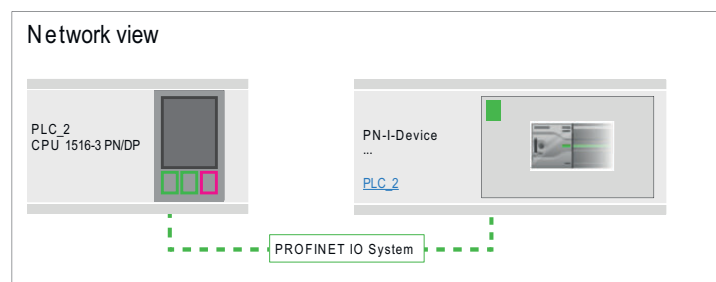 Network view
PLC_2
CPU 1516-3 PN/DP
PN-I-Device
...
PLC_2
PROFINET IO System